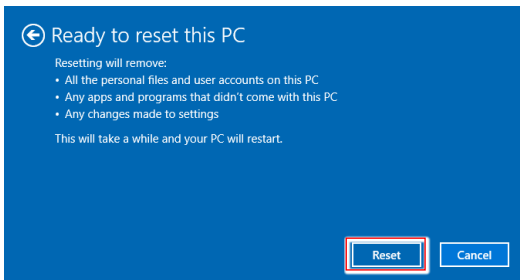 Ready to reset this PC
Resetting will remove:
• All the personal files and user accounts on this PC
• Any apps and programs that didn't come with this PC
• Any changes made to settings
This will take a while and your PC will restart.
Reset
Cancel